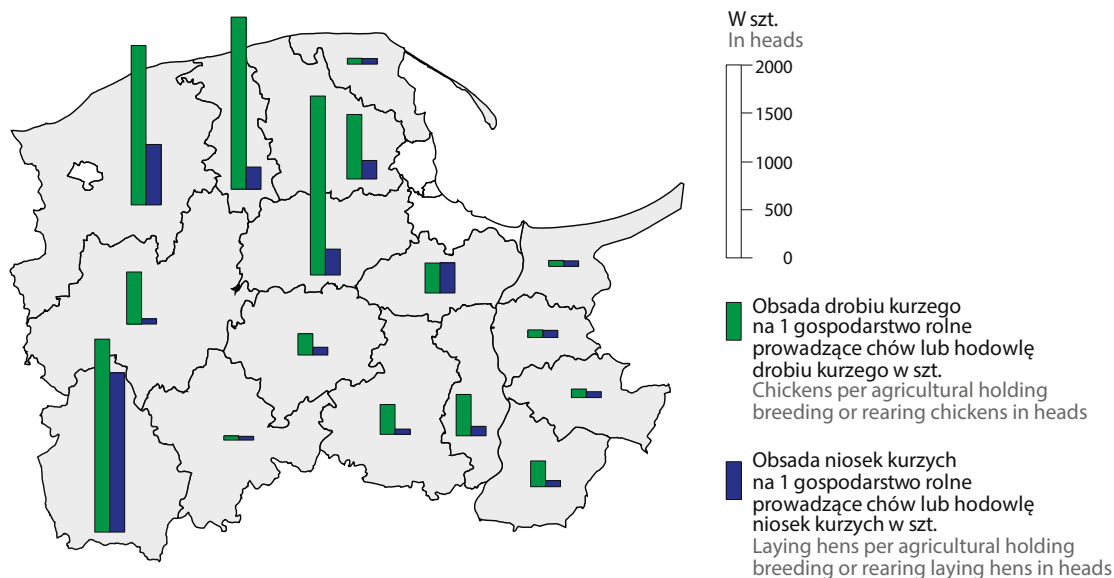 W szt.
In heads
2000
1500
1000
500
0
Obsada drobiu kurzego
na 1 gospodarstwo rolne
prowadzące chów lub hodowlę
drobiu kurzego w szt.
Chickens per agricultural holding
breeding or rearing chickens in heads
Obsada niosek kurzych
na 1 gospodarstwo rolne
prowadzące chów lub hodowlę
niosek kurzych w szt.
Laying hens per agricultural holding
breeding or rearing laying hens in heads